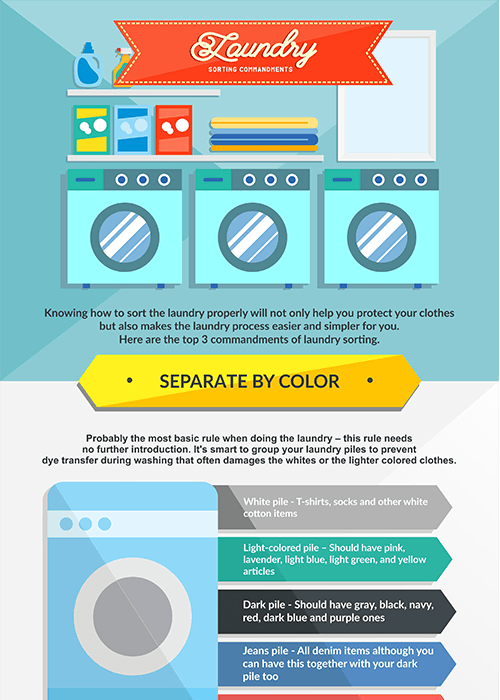 Laundry
SORTING COMMANDMENTS
Knowing how to sort the laundry properly will not only help you protect your clothes
but also makes the laundry process easier and simpler for you.
Here are the top 3 commandments of laundry sorting.
• SEPARATE BY COLOR •
Probably the most basic rule when doing the laundry – this rule needs
no further introduction. It's smart to group your laundry piles to prevent
dye transfer during washing that often damages the whites or the lighter colored clothes.
White pile - T-shirts, socks and other white
cotton items
Light-colored pile – Should have pink,
lavender, light blue, light green, and yellow
articles
Dark pile - Should have gray, black, navy,
red, dark blue and purple ones
Jeans pile - All denim items although you
can have this together with your dark
pile too